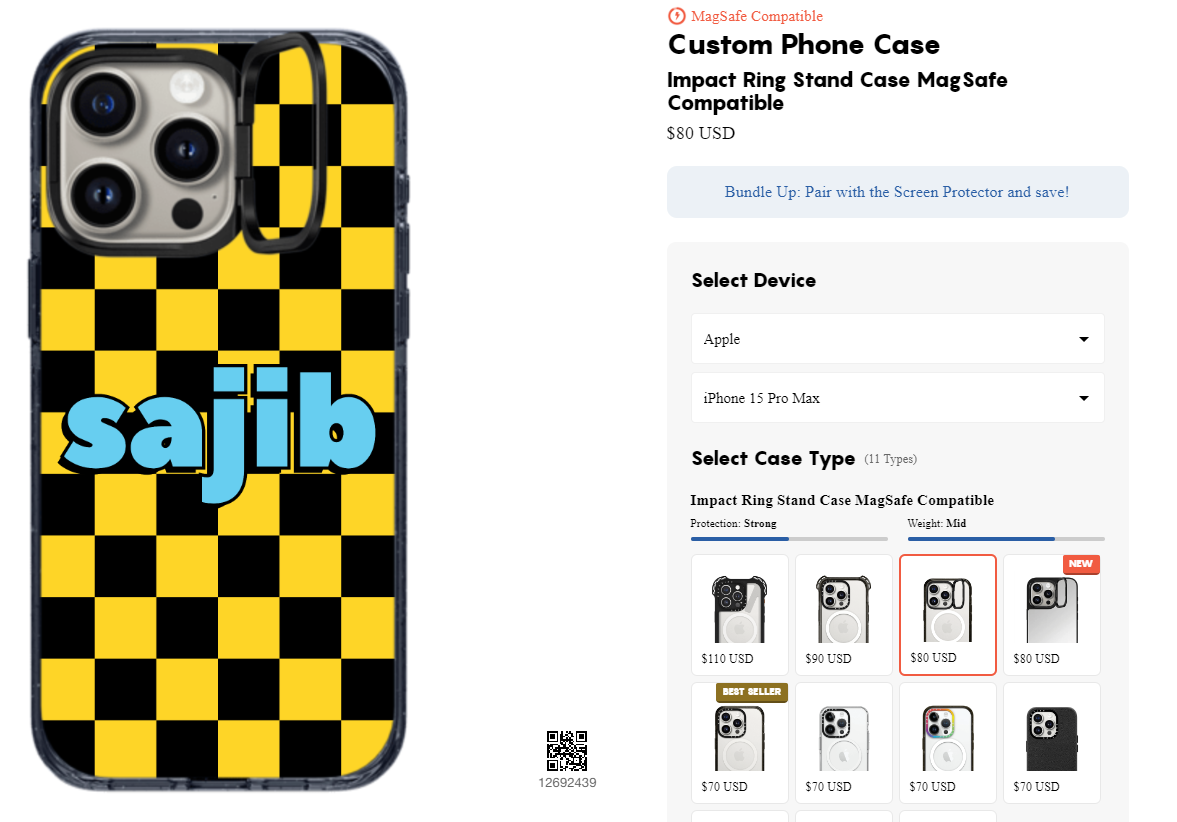 sajib
12692439
MagSafe Compatible
Custom Phone Case
Impact Ring Stand Case MagSafe
Compatible
$80 USD
Bundle Up: Pair with the Screen Protector and save!
Select Device
Apple
iPhone 15 Pro Max
Select Case Type (11 Types)
Impact Ring Stand Case MagSafe Compatible
Protection: Strong Weight: Mid
NEW
$110 USD $90 USD $80 USD $80 USD
BEST SELLER
$70 USD $70 USD $70 USD $70 USD